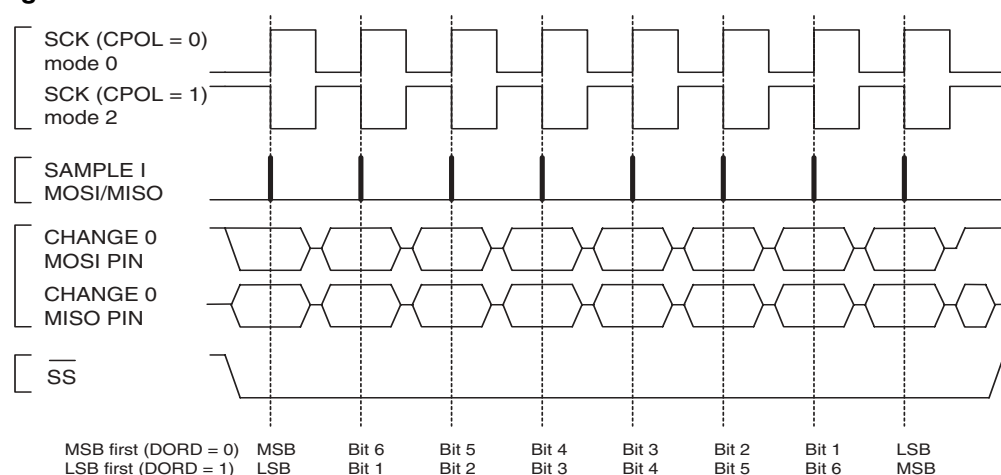 SCK (CPOL = 0)
mode 0
SCK (CPOL = 1)
mode 2
SAMPLE I
MOSI/MISO
CHANGE 0
MOSI PIN
CHANGE 0
MISO PIN
SS
MSB first (DORD = 0) MSB Bit 6 Bit 5 Bit 4 Bit 3 Bit 2 Bit 1 LSB
LSB first (DORD = 1) LSB Bit 1 Bit 2 Bit 3 Bit 4 Bit 5 Bit 6 MSB